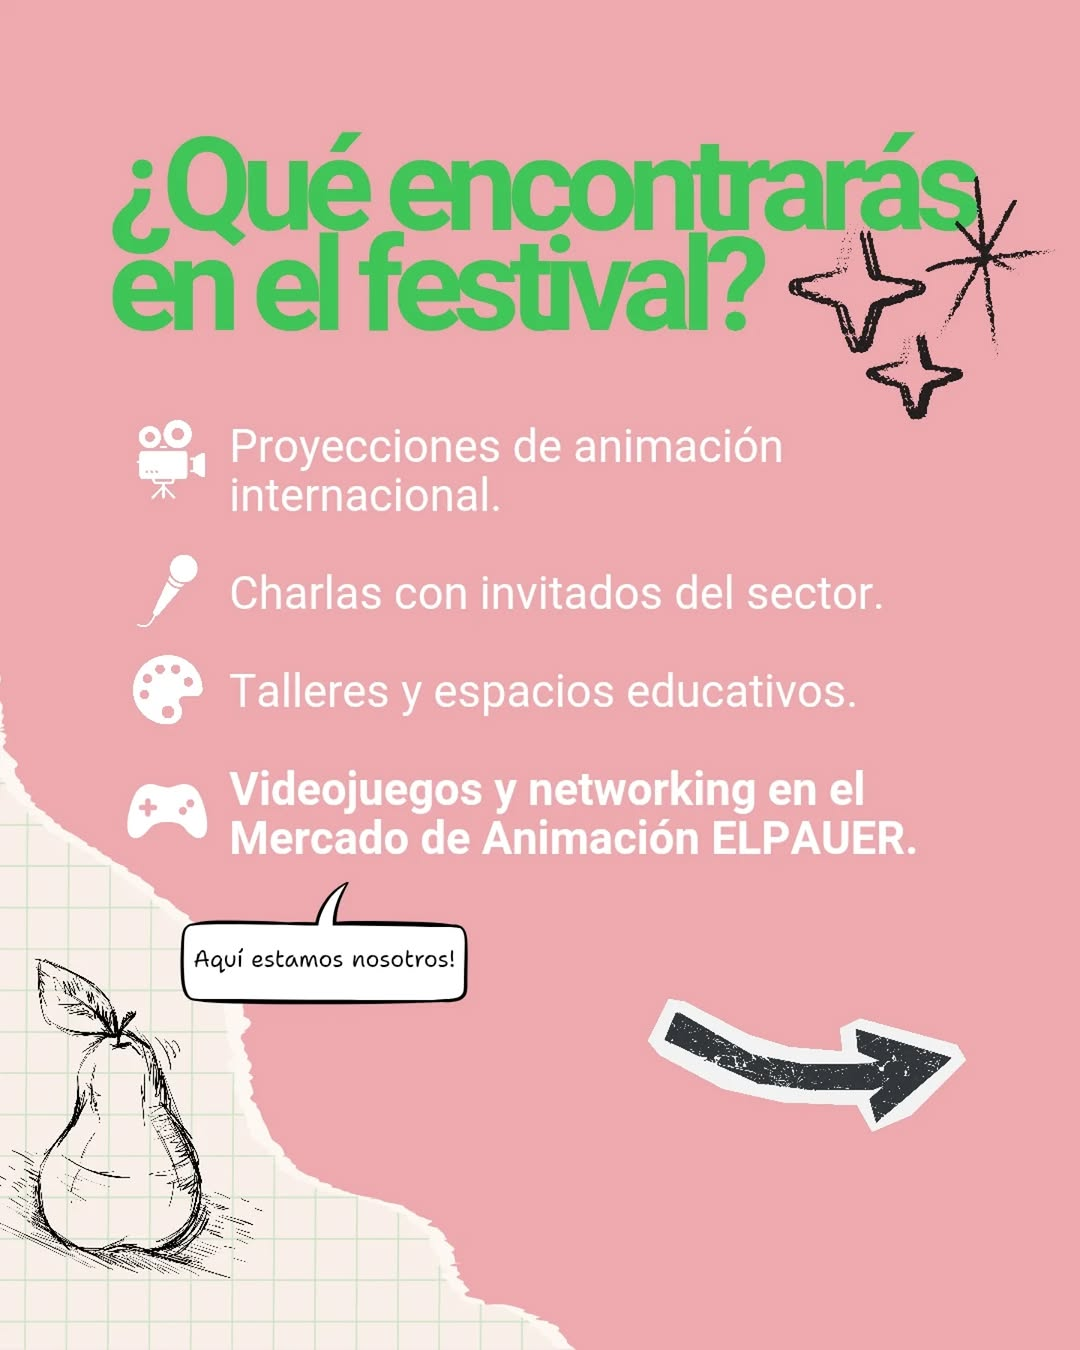 ¿Qué encontrarás
en el festival?
Proyecciones de animación
internacional.
Charlas con invitados del sector.
Talleres y espacios educativos.
Videojuegos y networking en el
Mercado de Animación ELPAUER.
Aquí estamos nosotros!